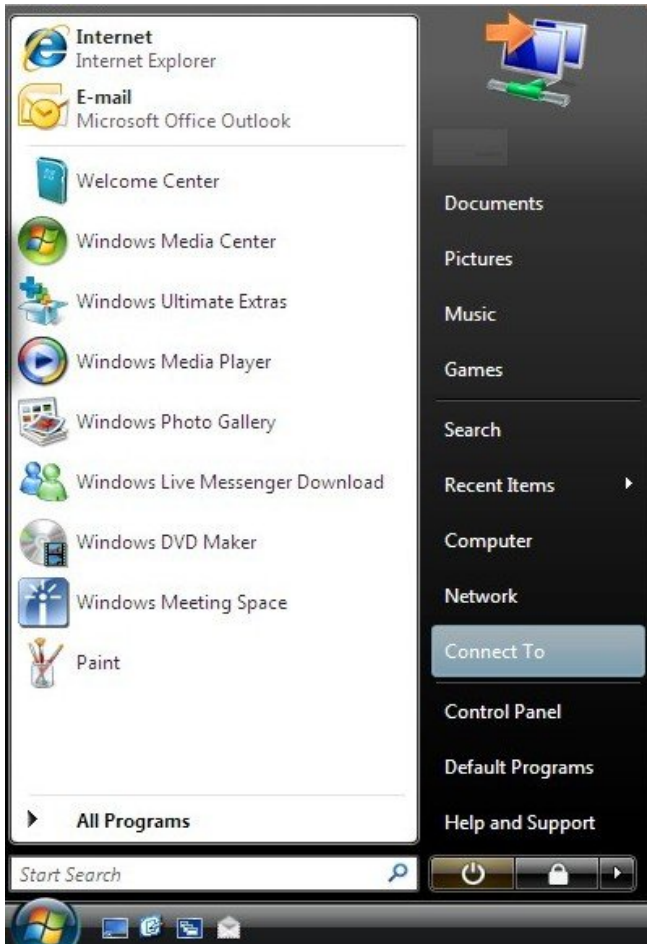 Internet
Internet Explorer
E-mail
Microsoft Office Outlook
Welcome Center
Windows Media Center
Windows Ultimate Extras
Windows Media Player
Windows Photo Gallery
Windows Live Messenger Download
Windows DVD Maker
Windows Meeting Space
Paint
All Programs
Start Search
Documents
Pictures
Music
Games
Search
Recent Items
Computer
Network
Connect To
Control Panel
Default Programs
Help and Support